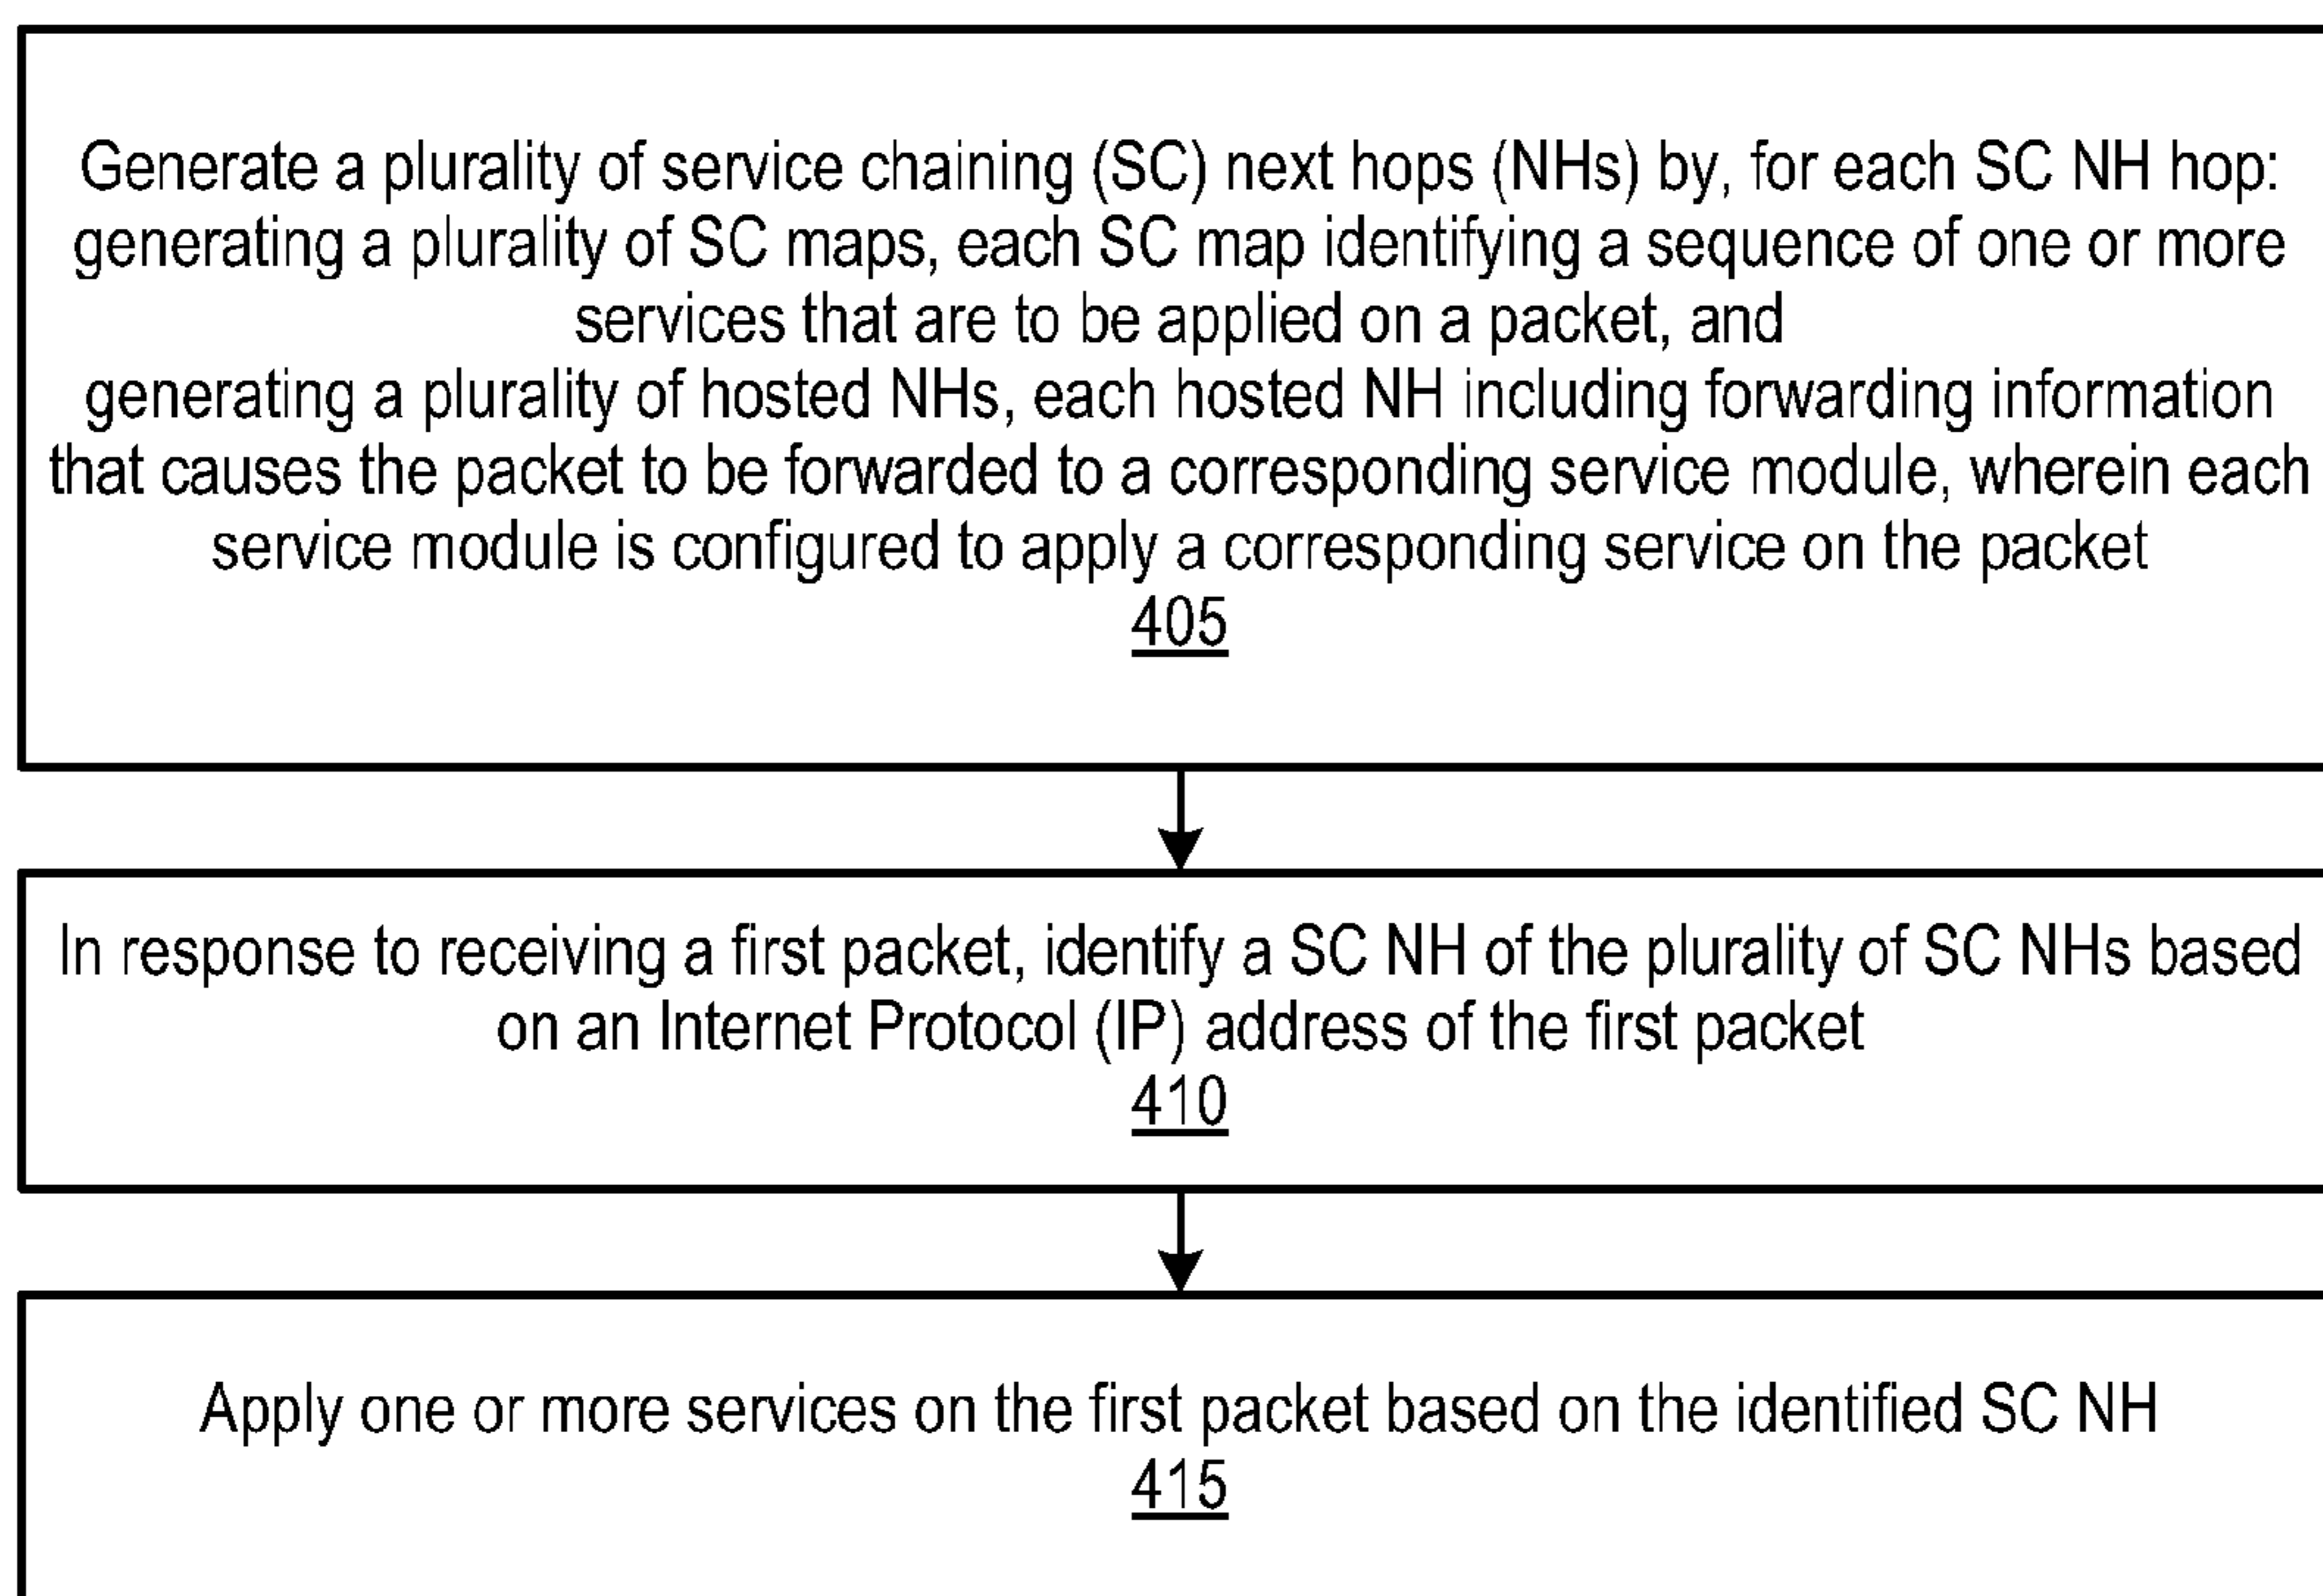 Generate a plurality of service chaining (SC) next hops (NHs) by, for each SC NH hop:
generating a plurality of SC maps, each SC map identifying a sequence of one or more
services that are to be applied on a packet, and
generating a plurality of hosted NHs, each hosted NH including forwarding information
that causes the packet to be forwarded to a corresponding service module, wherein each
service module is configured to apply a corresponding service on the packet
405
In response to receiving a first packet, identify a SC NH of the plurality of SC NHs based
on an Internet Protocol (IP) address of the first packet
410
Apply one or more services on the first packet based on the identified SC NH
415